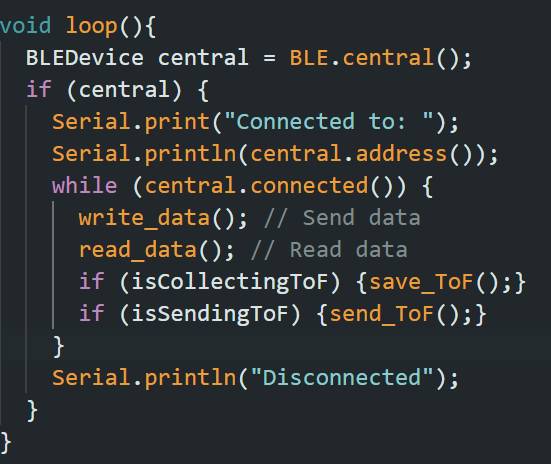 void loop(){
  BLEDevice central = BLE.central();
  if (central) {
    Serial.print("Connected to: ");
    Serial.println(central.address());
    while (central.connected()) {
      write_data(); // Send data
      read_data(); // Read data
      if (isCollectingToF) {save_ToF();}
      if (isSendingToF) {send_ToF();}
    }
    Serial.println("Disconnected");
  }
}